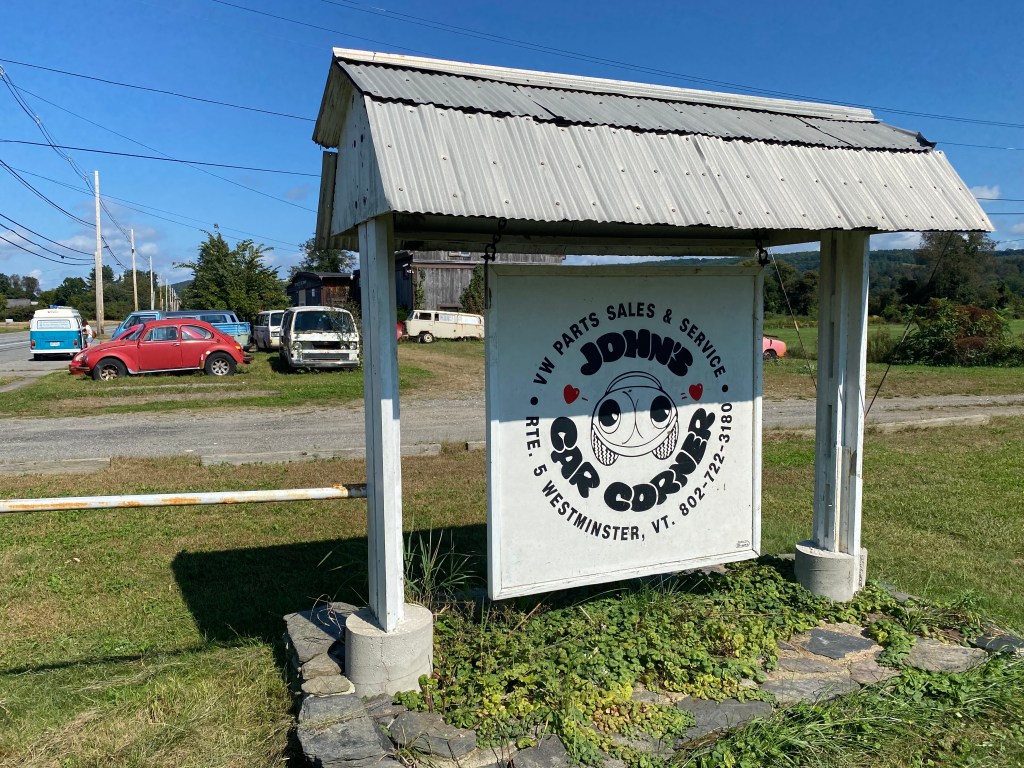 VW PARTS SALES & SERVICE
JOHN'S
CAR CORNER
RTE. 5 WESTMINSTER, VT. 802-722-3180